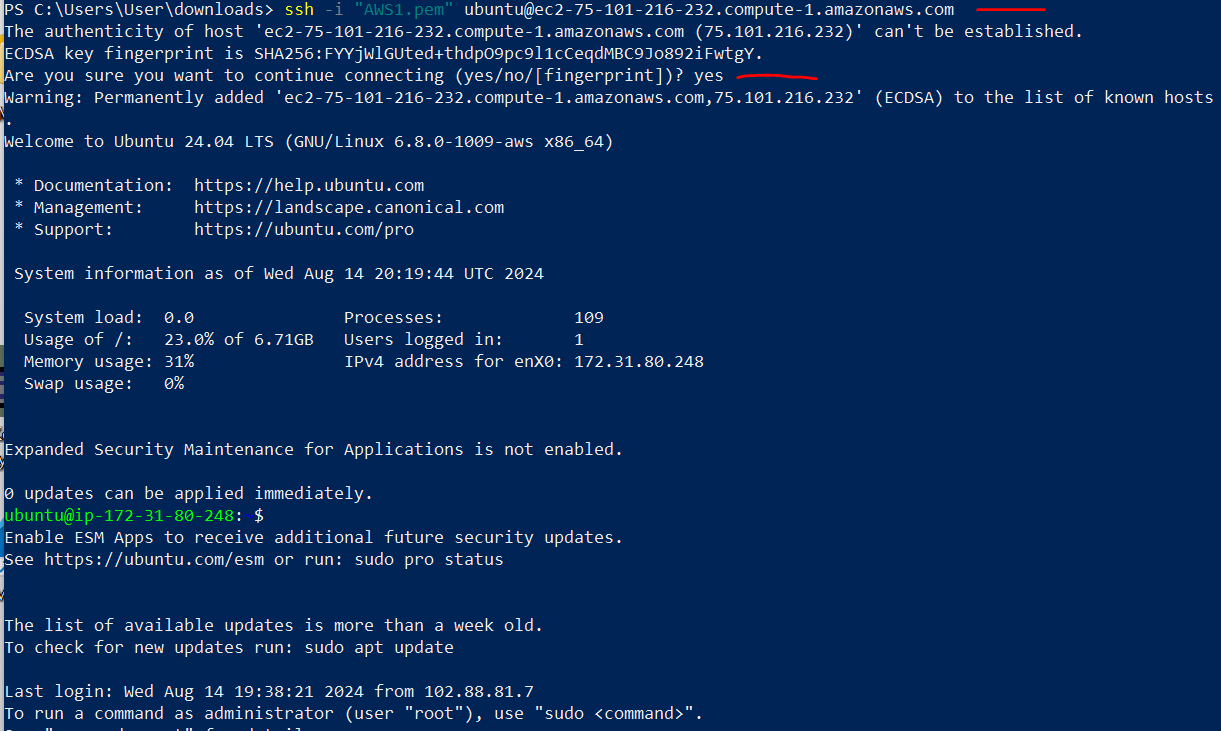 PS C:\Users\User\downloads> ssh -i "AWS1.pem" ubuntu@ec2-75-101-216-232.compute-1.amazonaws.com
The authenticity of host 'ec2-75-101-216-232.compute-1.amazonaws.com (75.101.216.232)' can't be established.
ECDSA key fingerprint is SHA256:FYYjWlGUted+thdpO9pc9l1cCeqdMBC9Jo892iFwtgY.
Are you sure you want to continue connecting (yes/no/[fingerprint])? yes
Warning: Permanently added 'ec2-75-101-216-232.compute-1.amazonaws.com,75.101.216.232' (ECDSA) to the list of known hosts
.
Welcome to Ubuntu 24.04 LTS (GNU/Linux 6.8.0-1009-aws x86_64)
* Documentation: https://help.ubuntu.com
* Management: https://landscape.canonical.com
* Support: https://ubuntu.com/pro
System information as of Wed Aug 14 20:19:44 UTC 2024
System load: 0.0 Processes: 109
Usage of /: 23.0% of 6.71GB Users logged in: 1
Memory usage: 31% IPv4 address for enX0: 172.31.80.248
Swap usage: 0%
Expanded Security Maintenance for Applications is not enabled.
0 updates can be applied immediately.
ubuntu@ip-172-31-80-248: $
Enable ESM Apps to receive additional future security updates.
See https://ubuntu.com/esm or run: sudo pro status
The list of available updates is more than a week old.
To check for new updates run: sudo apt update
Last login: Wed Aug 14 19:38:21 2024 from 102.88.81.7
To run a command as administrator (user "root"), use "sudo <command>".